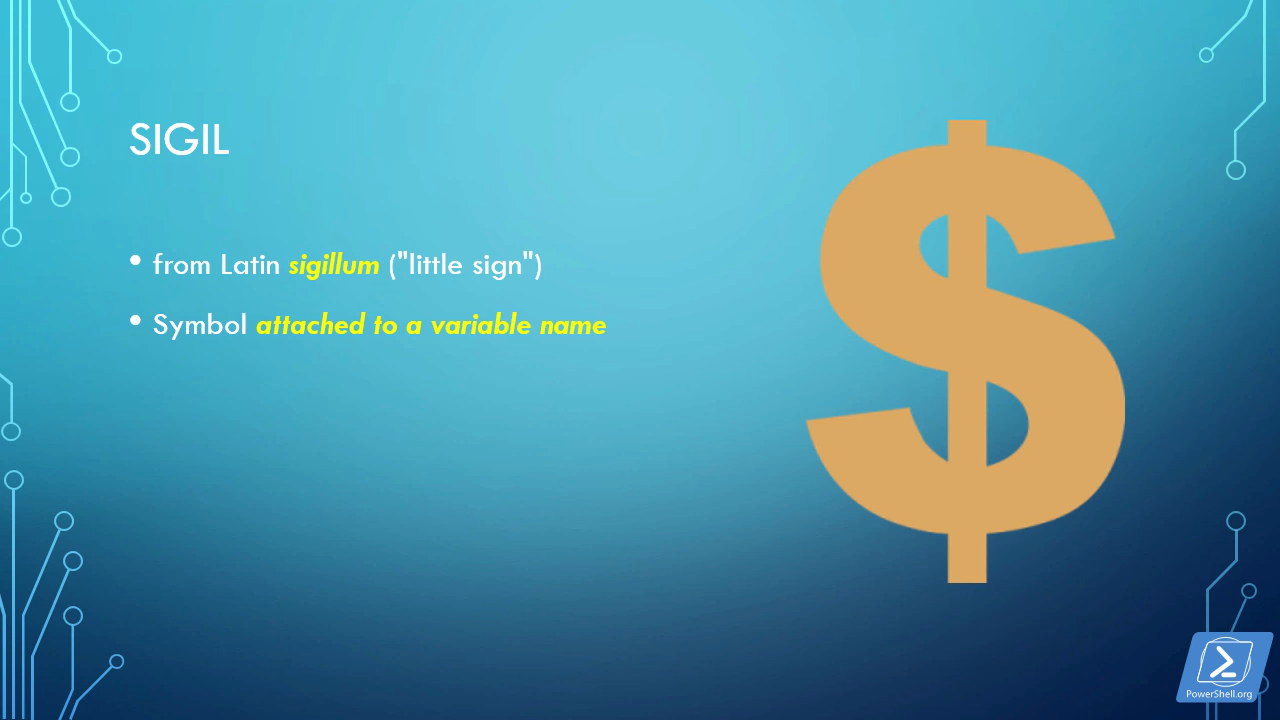 SIGIL
• from Latin sigillum ("little sign")
• Symbol attached to a variable name
$
PowerShell.org